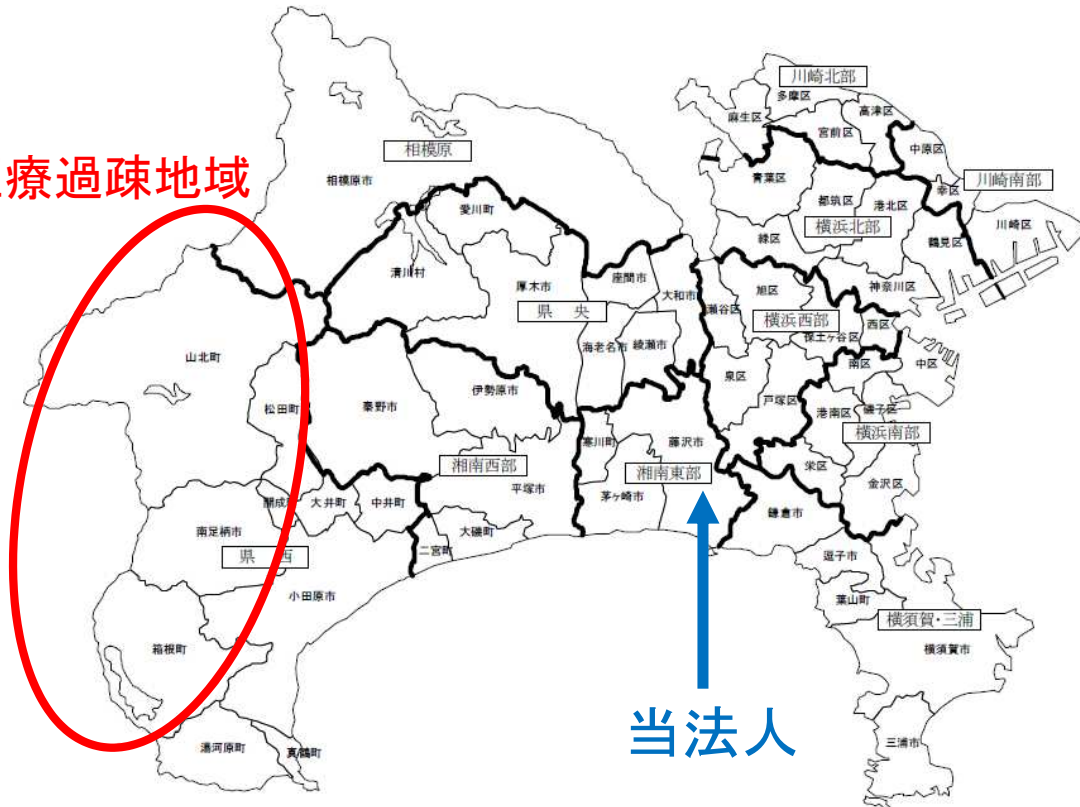 川崎北部
多摩区
麻生区
高津区
宮前区
中原区
相模原
相模原市
療過疎地域
青葉区
幸区
川崎南部
愛川町
都筑区
港北区
川崎区
横浜北部
緑区
鶴見区
清川村
厚木市
座間市
大和市
瀬谷区
旭区
神奈川区
県 央
横浜西部
保土ヶ谷区
西区
海老名市
綾瀬市
山北町
泉区
南区
中区
松田町
秦野市
伊勢原市
戸塚区
港南区
磯子区
横浜南部
寒川町
藤沢市
湘南西部
湘南東部
栄区
平塚市
金沢区
開成町
大井町
中井町
茅ヶ崎市
鎌倉市
南足柄市
大磯町
二宮町
県 西
逗子市
小田原市
葉山町
横須賀・三浦
箱根町
横須賀市
当法人
湯河原町
真鶴町
三浦市